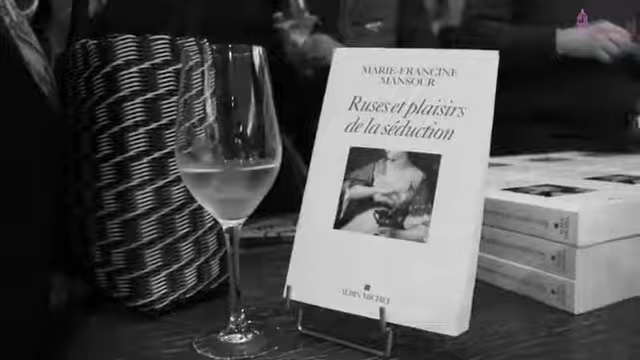 MARIE-FRANCINE
MANSOUR
Ruses et plaisirs
de la séduction
ALBIN MICHEL